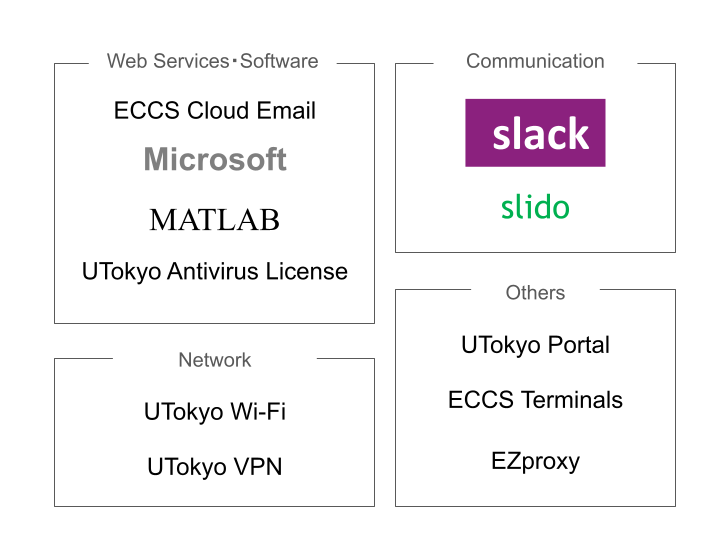 Web Services・Software
ECCS Cloud Email
Microsoft
MATLAB
UTokyo Antivirus License
Communication
slack
slido
Network
UTokyo Wi-Fi
UTokyo VPN
Others
UTokyo Portal
ECCS Terminals
EZproxy